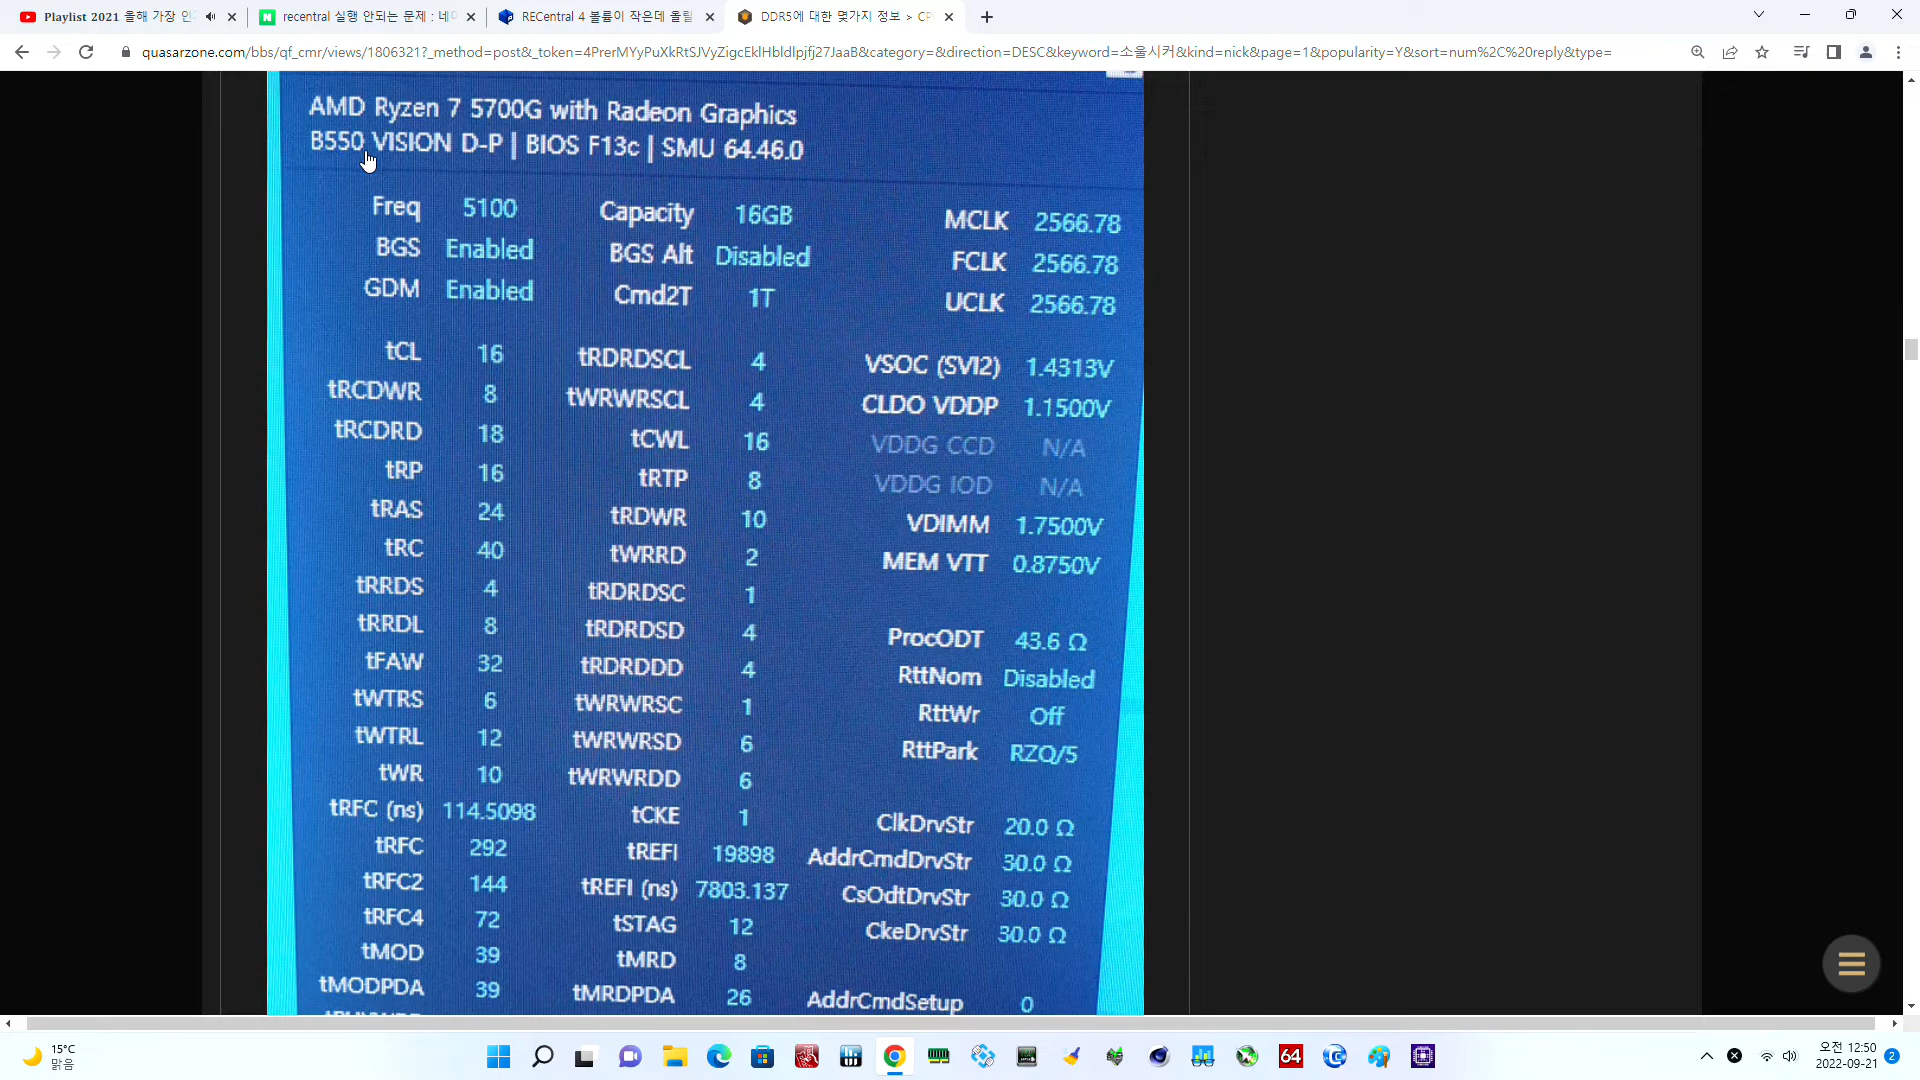 Playlist 2021 올해 가장 인
recentral 실행 안되는 문제 : 네이
RECentral 4 볼륨이 작은데 올릴
DDR5에 대한 몇가지 정보 > CP
quasarzone.com/bbs/qf_cmr/views/1806321?_method=post&_token=4PrerMYyPuXkRtSJVyZigcEklHbldlpjfj27JaaB&category=&direction=DESC&keyword=소울시커&kind=nick&page=1&popularity=Y&sort=num%2C%20reply&type=
AMD Ryzen 7 5700G with Radeon Graphics
B550 VISION D-P | BIOS F13c | SMU 64.46.0
Freq 5100 Capacity 16GB MCLK 2566.78
BGS Enabled BGS Alt Disabled FCLK 2566.78
GDM Enabled Cmd2T 1T UCLK 2566.78
tCL 16 tRDRDSCL 4 VSOC (SVI2) 1.4313V
tRCDWR 8 tWRWRSCL 4 CLDO VDDP 1.1500V
tRCDRD 18 tCWL 16 VDDG CCD N/A
tRP 16 tRTP 8 VDDG IOD N/A
tRAS 24 tRDWR 10 VDIMM 1.7500V
tRC 40 tWRRD 2 MEM VTT 0.8750V
tRRDS 4 tRDRDSC 1
tRRDL 8 tRDRDSD 4 ProcODT 43.6 Ω
tFAW 32 tRDRDDD 4 RttNom Disabled
tWTRS 6 tWRWRSC 1 RttWr Off
tWTRL 12 tWRWRSD 6 RttPark RZQ/5
tWR 10 tWRWRDD 6
tRFC (ns) 114.5098 tCKE 1 ClkDrvStr 20.0 Ω
tRFC 292 tREFI 19898 AddrCmdDrvStr 30.0 Ω
tRFC2 144 tREFI (ns) 7803.137 CsOdtDrvStr 30.0 Ω
tRFC4 72 tSTAG 12 CkeDrvStr 30.0 Ω
tMOD 39 tMRD 8
tMODPDA 39 tMRDPDA 26 AddrCmdSetup 0
15°C
맑음
64
오전 12:50
2022-09-21
2